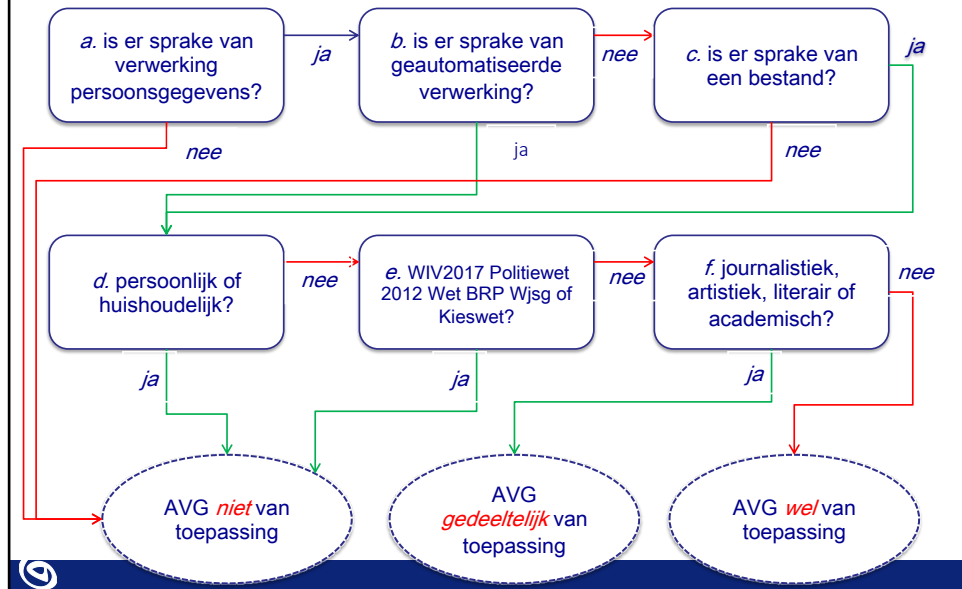 a. is er sprake van
verwerking
persoonsgegevens?
ja
b. is er sprake van
geautomatiseerde
verwerking?
nee
c. is er sprake van
een bestand?
ja
nee
ja
nee
d. persoonlijk of
huishoudelijk?
nee
e. WIV2017 Politiewet
2012 Wet BRP Wjsg of
Kieswet?
nee
f. journalistiek,
artistiek, literair of
academisch?
nee
ja
ja
ja
AVG niet van
toepassing
AVG
gedeeltelijk van
toepassing
AVG wel van
toepassing